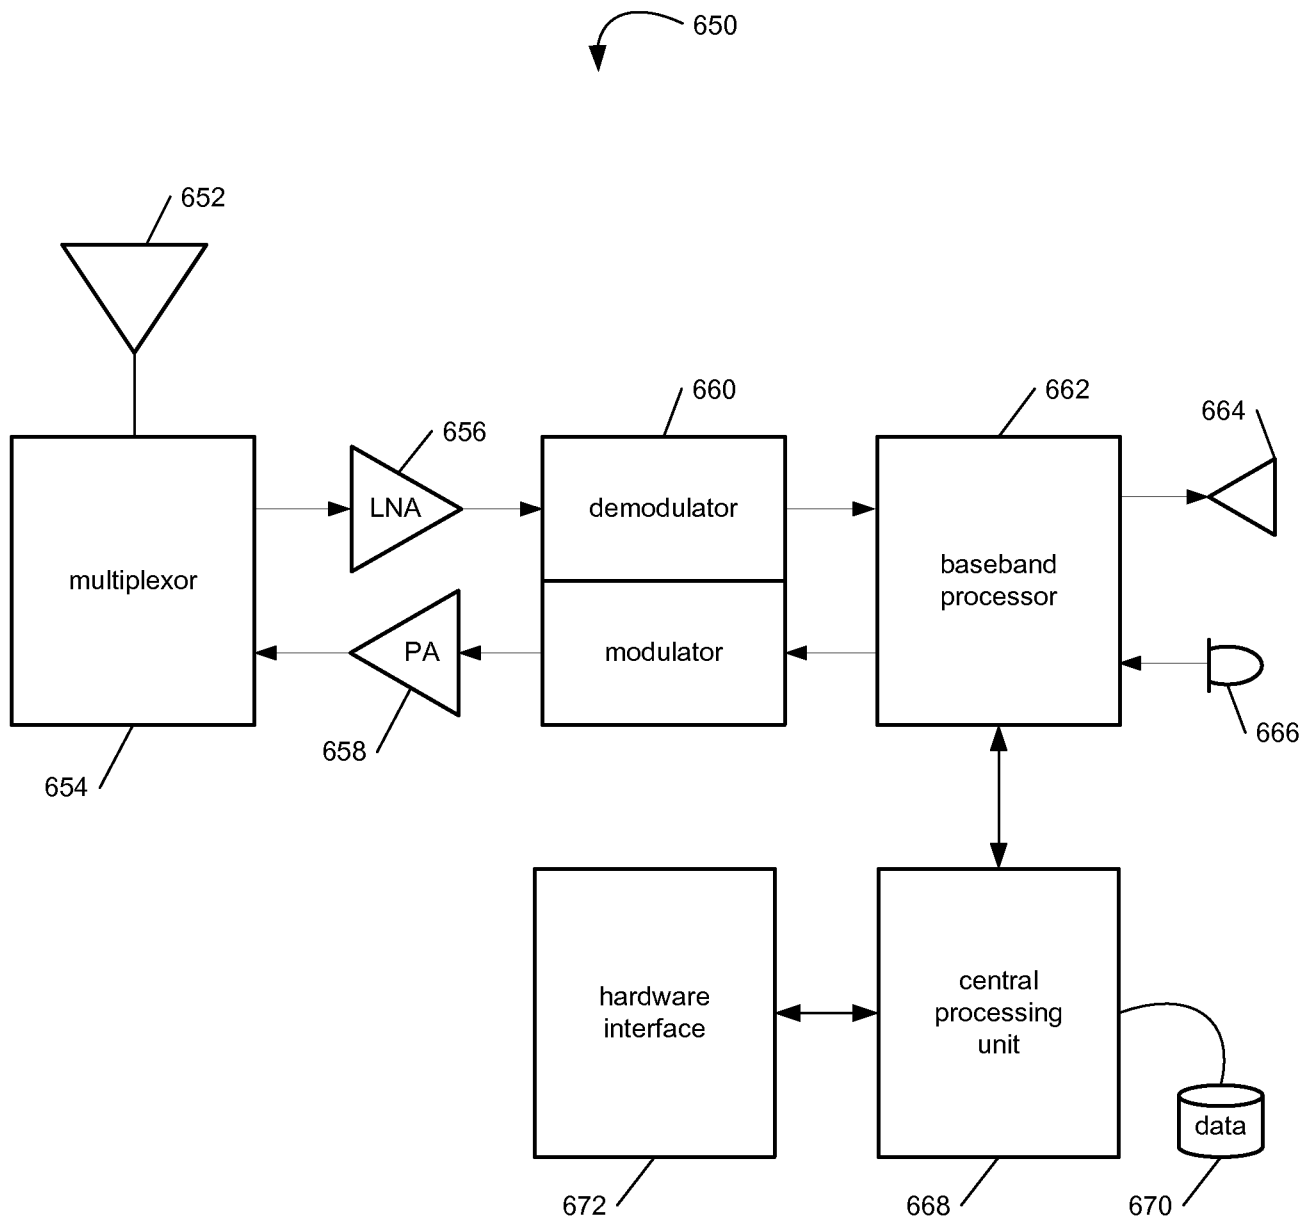 650
652
660
662
664
656
LNA
demodulator
baseband
processor
multiplexor
PA
modulator
658
666
654
hardware
interface
central
processing
unit
data
672
668
670